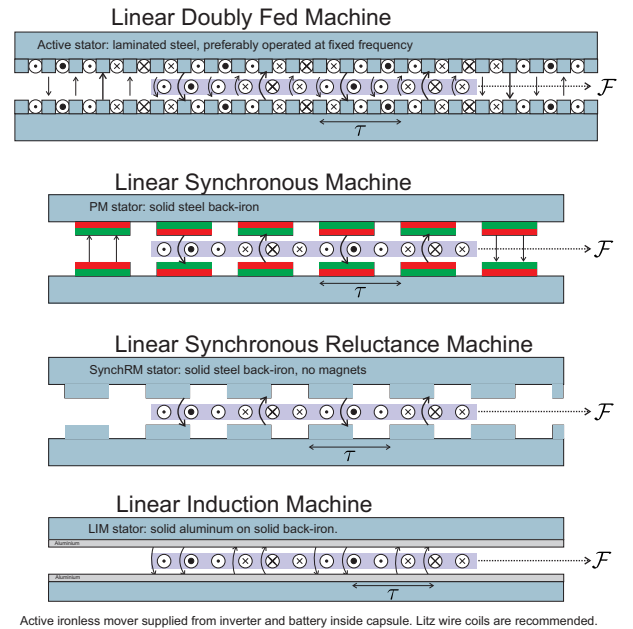 Linear Doubly Fed Machine
Active stator: laminated steel, preferably operated at fixed frequency
ℱ
τ
Linear Synchronous Machine
PM stator: solid steel back-iron
ℱ
τ
Linear Synchronous Reluctance Machine
SynchRM stator: solid steel back-iron, no magnets
ℱ
τ
Linear Induction Machine
LIM stator: solid aluminum on solid back-iron.
Aluminium
ℱ
Aluminium
τ
Active ironless mover supplied from inverter and battery inside capsule. Litz wire coils are recommended.